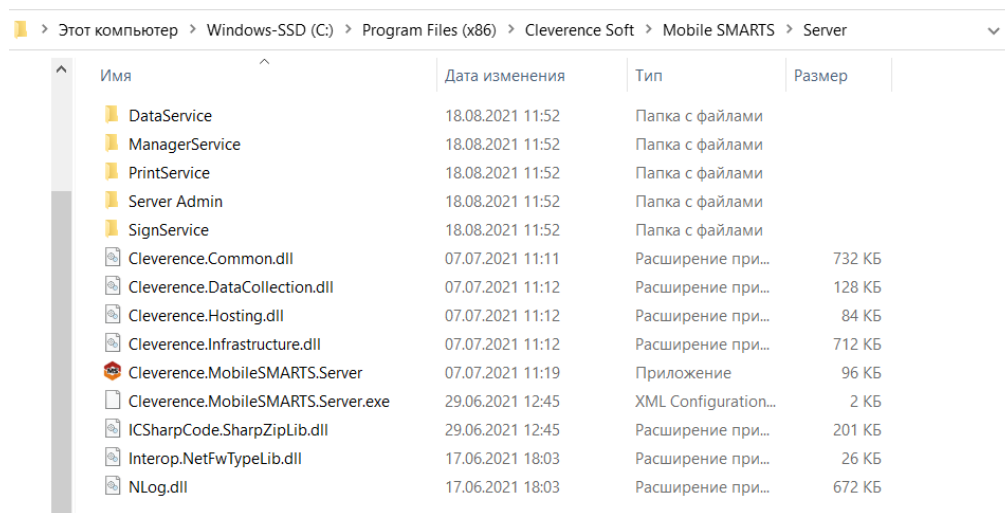 Этот компьютер > Windows-SSD (C:) > Program Files (x86) > Cleverence Soft > Mobile SMARTS > Server
Имя Дата изменения Тип Размер
DataService 18.08.2021 11:52 Папка с файлами
ManagerService 18.08.2021 11:52 Папка с файлами
PrintService 18.08.2021 11:52 Папка с файлами
Server Admin 18.08.2021 11:52 Папка с файлами
SignService 18.08.2021 11:52 Папка с файлами
Cleverence.Common.dll 07.07.2021 11:11 Расширение при... 732 КБ
Cleverence.DataCollection.dll 07.07.2021 11:12 Расширение при... 128 КБ
Cleverence.Hosting.dll 07.07.2021 11:12 Расширение при... 84 КБ
Cleverence.Infrastructure.dll 07.07.2021 11:12 Расширение при... 712 КБ
Cleverence.MobileSMARTS.Server 07.07.2021 11:19 Приложение 96 КБ
Cleverence.MobileSMARTS.Server.exe 29.06.2021 12:45 XML Configuration... 2 КБ
ICSharpCode.SharpZipLib.dll 29.06.2021 12:45 Расширение при... 201 КБ
Interop.NetFwTypeLib.dll 17.06.2021 18:03 Расширение при... 26 КБ
NLog.dll 17.06.2021 18:03 Расширение при... 672 КБ